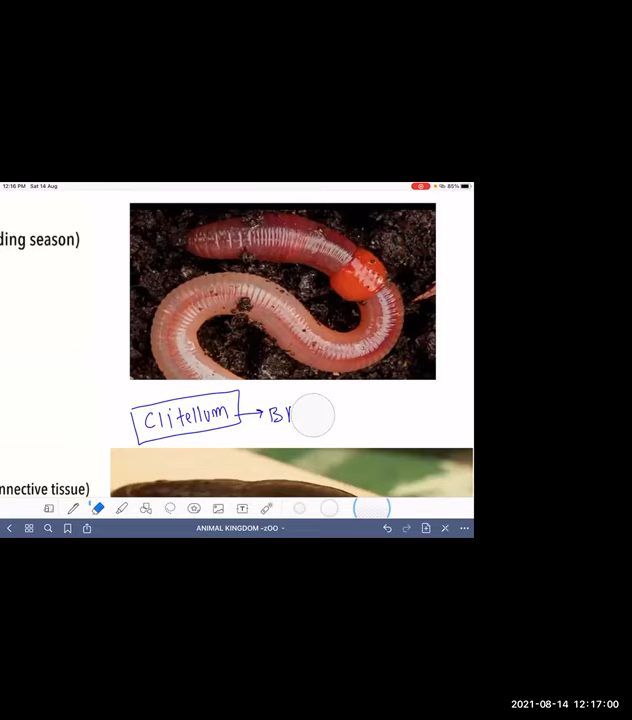 12:16 PM Sat 14 Aug
85%
ding season)
Clitellum → BY
nnective tissue)
ANIMAL KINGDOM -zOO
2021-08-14 12:17:00